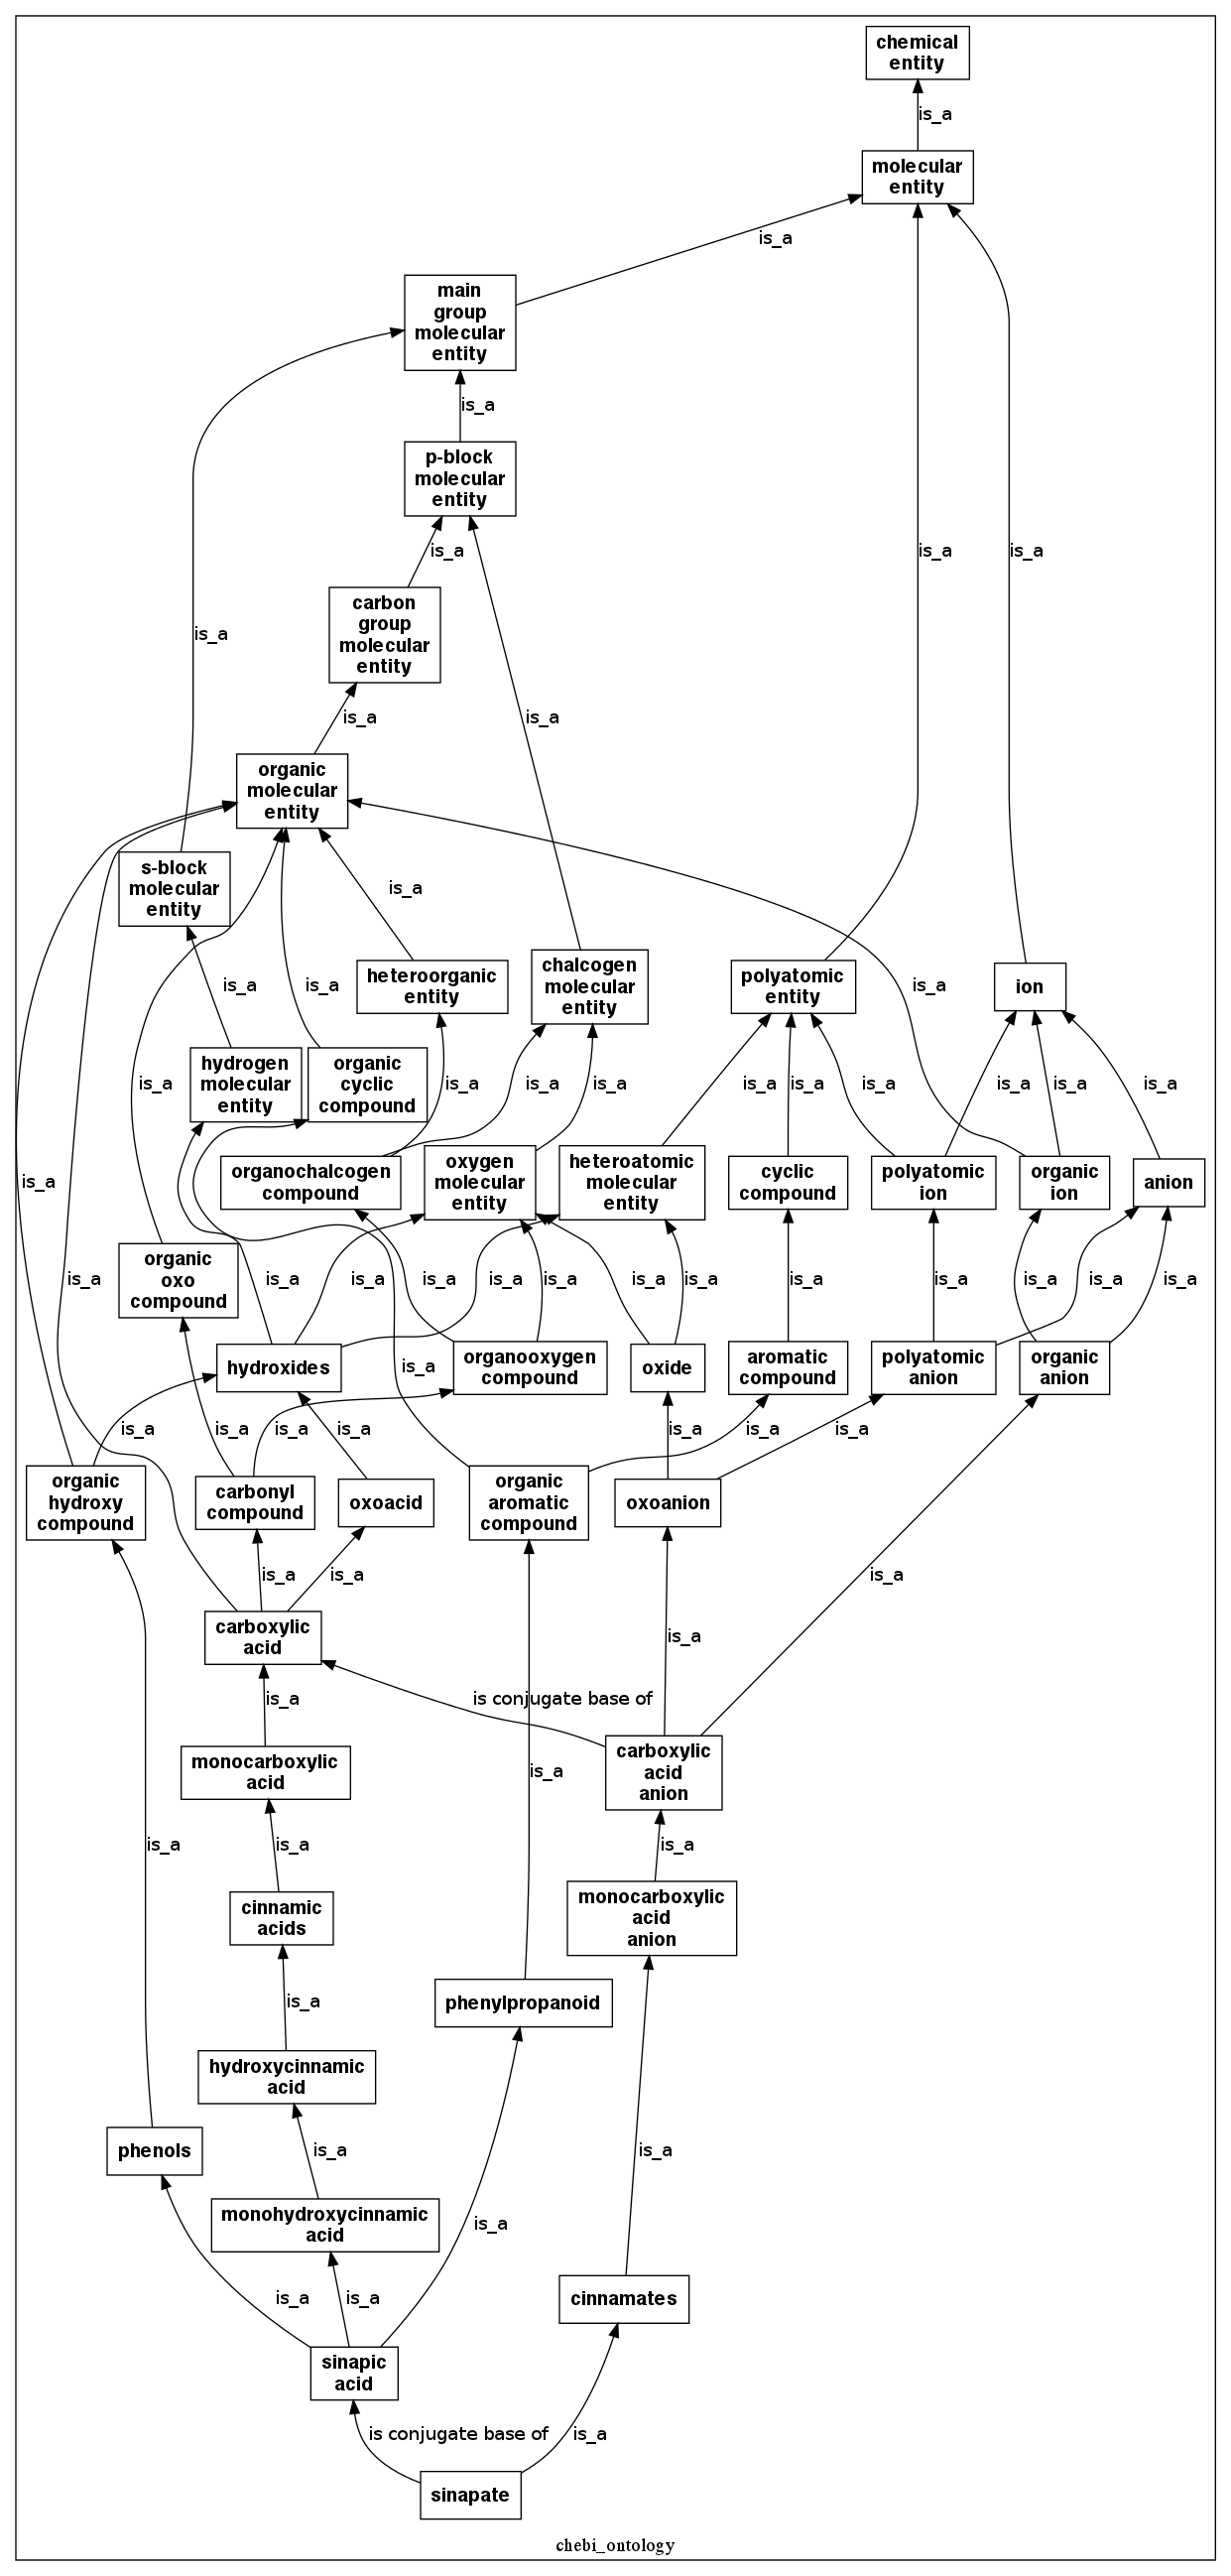 chemical
entity
is_a
molecular
entity
is_a
main
group
molecular
entity
is_a
p-block
molecular
entity
is_a
is_a
is_a
carbon
group
molecular
entity
is_a
is_a
is_a
organic
molecular
entity
s-block
molecular
entity
is_a
heteroorganic
entity
chalcogen
molecular
entity
polyatomic
entity
ion
is_a
is_a
is_a
hydrogen
molecular
entity
organic
cyclic
compound
is_a
is_a
is_a
is_a
is_a
is_a
is_a
is_a
is_a
is_a
organochalcogen
compound
oxygen
molecular
entity
heteroatomic
molecular
entity
cyclic
compound
polyatomic
ion
organic
ion
anion
is_a
organic
oxo
compound
is_a
is_a
is_a
is_a
is_a
is_a
is_a
is_a
is_a
is_a
is_a
is_a
is_a
hydroxides
organooxygen
compound
oxide
aromatic
compound
polyatomic
anion
organic
anion
is_a
is_a
is_a
is_a
is_a
is_a
is_a
is_a
organic
hydroxy
compound
carbonyl
compound
oxoacid
organic
aromatic
compound
oxoanion
is_a
is_a
is_a
carboxylic
acid
is_a
is_a
is conjugate base of
monocarboxylic
acid
is_a
carboxylic
acid
anion
is_a
is_a
is_a
cinnamic
acids
monocarboxylic
acid
anion
is_a
phenylpropanoid
hydroxycinnamic
acid
phenols
is_a
is_a
monohydroxycinnamic
acid
is_a
is_a
is_a
cinnamates
sinapic
acid
is conjugate base of
is_a
sinapate
chebi_ontology